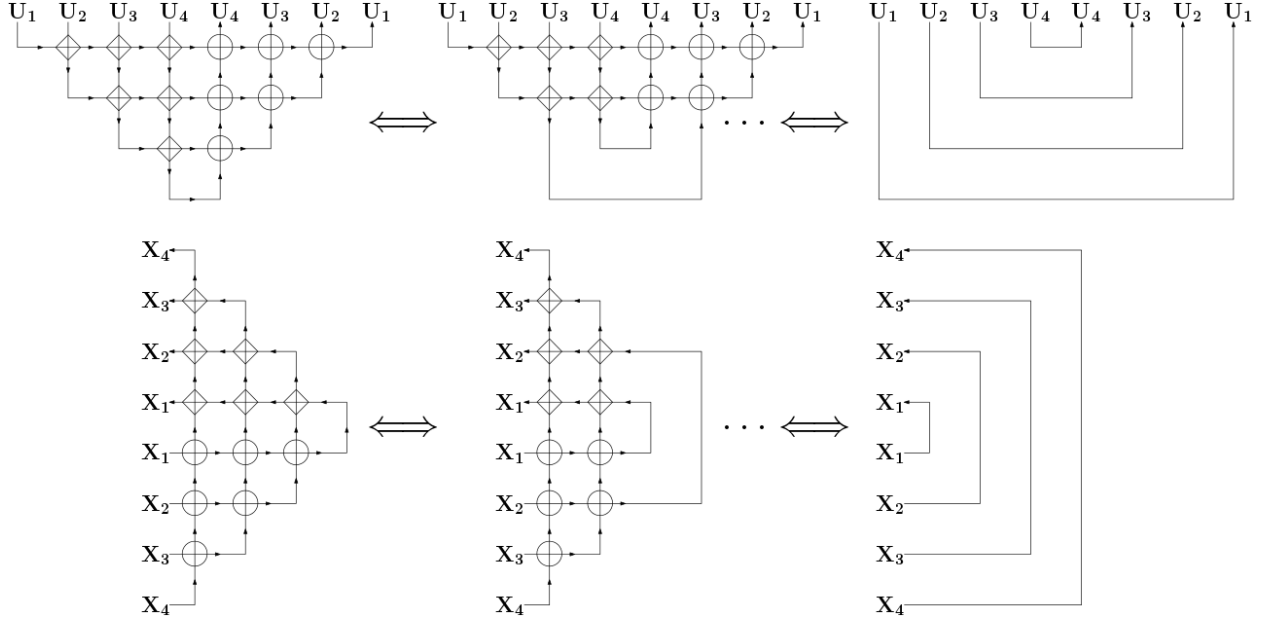 U₁ U₂ U₃ U₄ U₄ U₃ U₂ U₁ U₁ U₂ U₃ U₄ U₄ U₃ U₂ U₁ U₁ U₂ U₃ U₄ U₄ U₃ U₂ U₁
⟺ · · · ⟺
X₄ X₄ X₄
X₃ X₃ X₃
X₂ X₂ X₂
X₁ X₁ X₁
⟺ · · · ⟺
X₁ X₁ X₁
X₂ X₂ X₂
X₃ X₃ X₃
X₄ X₄ X₄